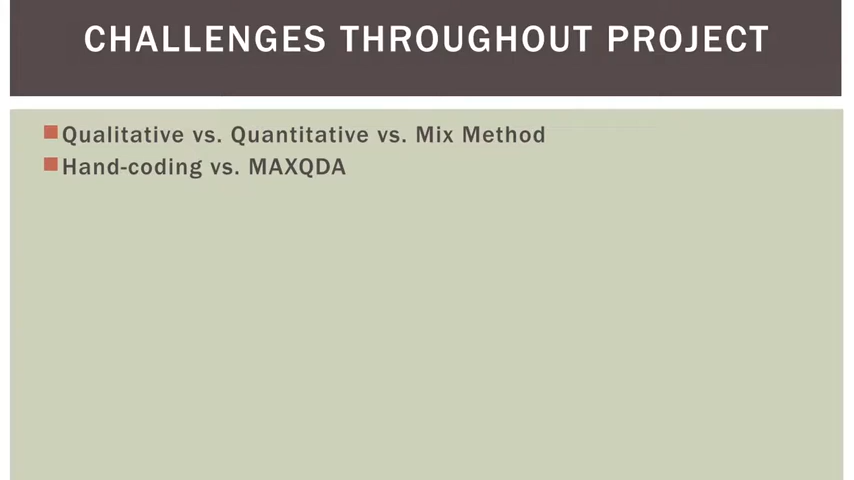 CHALLENGES THROUGHOUT PROJECT
Qualitative vs. Quantitative vs. Mix Method
Hand-coding vs. MAXQDA